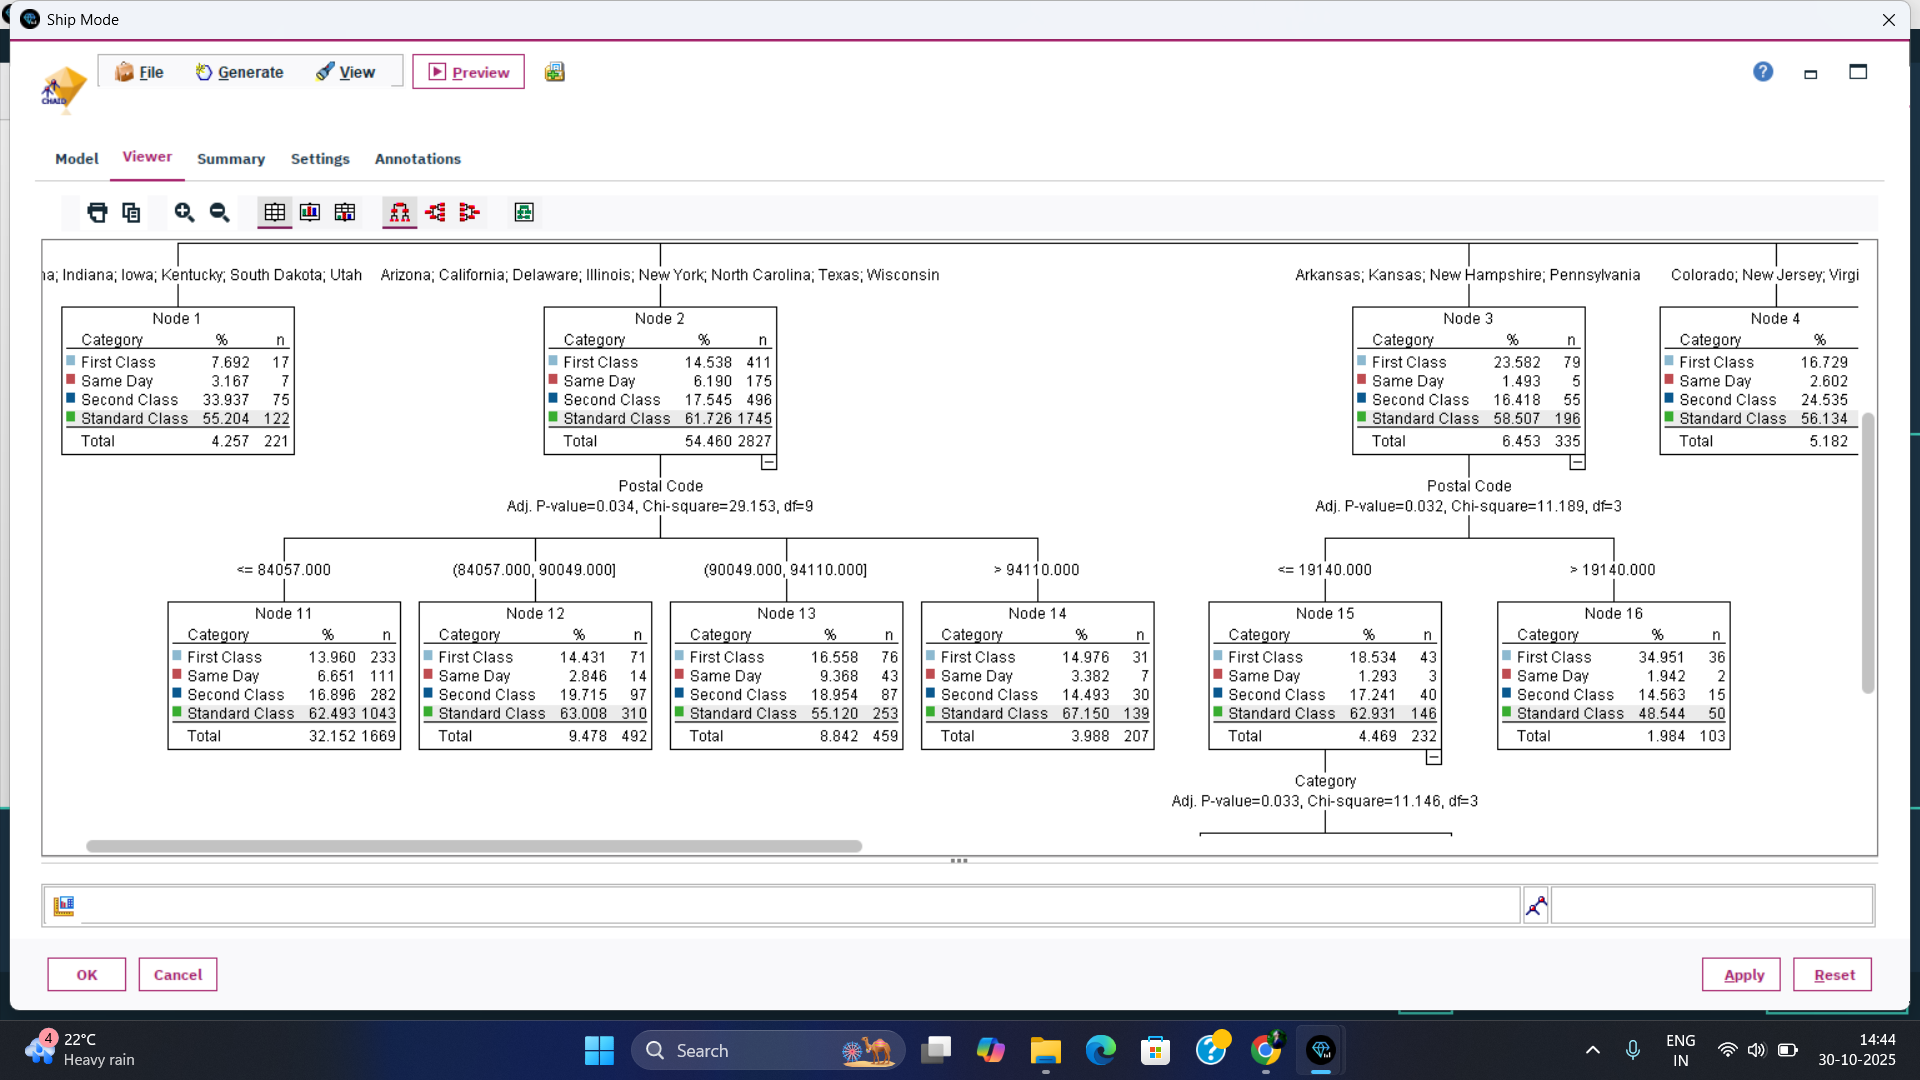 Ship Mode
CHAID
File Generate View Preview
Model Viewer Summary Settings Annotations
na; Indiana; Iowa; Kentucky; South Dakota; Utah
Arizona; California; Delaware; Illinois; New York; North Carolina; Texas; Wisconsin
Arkansas; Kansas; New Hampshire; Pennsylvania
Colorado; New Jersey; Virgi
Node 1
Category % n
First Class 7.692 17
Same Day 3.167 7
Second Class 33.937 75
Standard Class 55.204 122
Total 4.257 221
Node 2
Category % n
First Class 14.538 411
Same Day 6.190 175
Second Class 17.545 496
Standard Class 61.726 1745
Total 54.460 2827
Node 3
Category % n
First Class 23.582 79
Same Day 1.493 5
Second Class 16.418 55
Standard Class 58.507 196
Total 6.453 335
Node 4
Category %
First Class 16.729
Same Day 2.602
Second Class 24.535
Standard Class 56.134
Total 5.182
Postal Code
Adj. P-value=0.034, Chi-square=29.153, df=9
Postal Code
Adj. P-value=0.032, Chi-square=11.189, df=3
<= 84057.000
(84057.000, 90049.000]
(90049.000, 94110.000]
> 94110.000
<= 19140.000
> 19140.000
Node 11
Category % n
First Class 13.960 233
Same Day 6.651 111
Second Class 16.896 282
Standard Class 62.493 1043
Total 32.152 1669
Node 12
Category % n
First Class 14.431 71
Same Day 2.846 14
Second Class 19.715 97
Standard Class 63.008 310
Total 9.478 492
Node 13
Category % n
First Class 16.558 76
Same Day 9.368 43
Second Class 18.954 87
Standard Class 55.120 253
Total 8.842 459
Node 14
Category % n
First Class 14.976 31
Same Day 3.382 7
Second Class 14.493 30
Standard Class 67.150 139
Total 3.988 207
Node 15
Category % n
First Class 18.534 43
Same Day 1.293 3
Second Class 17.241 40
Standard Class 62.931 146
Total 4.469 232
Node 16
Category % n
First Class 34.951 36
Same Day 1.942 2
Second Class 14.563 15
Standard Class 48.544 50
Total 1.984 103
Category
Adj. P-value=0.033, Chi-square=11.146, df=3
OK Cancel Apply Reset
4
22°C
Heavy rain
Search
ENG
IN
14:44
30-10-2025